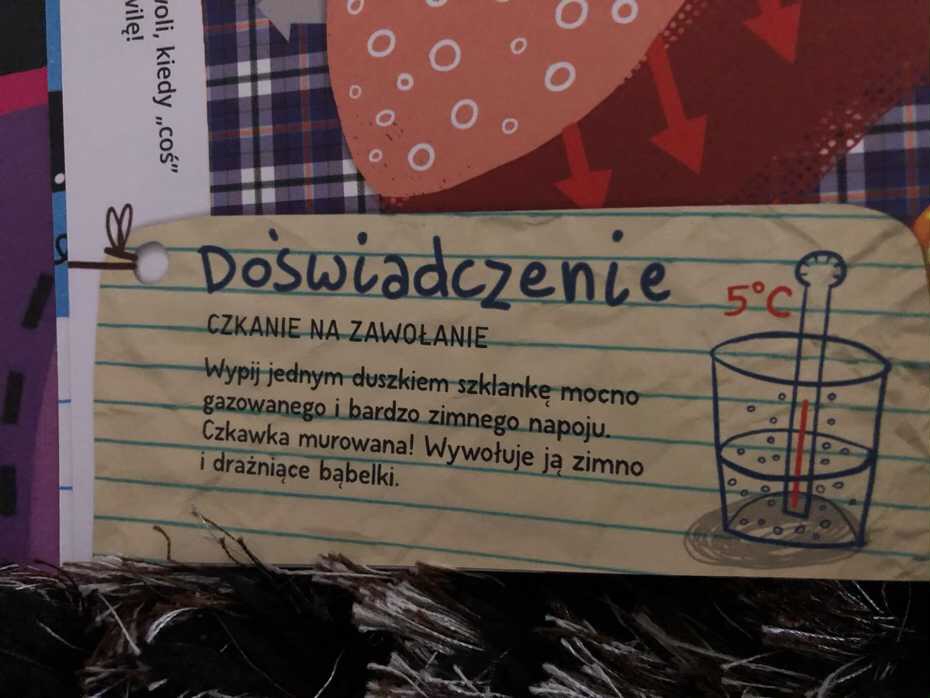 woli, kiedy „coś”
wilę!
Doświadczenie
5°C
CZKANIE NA ZAWOŁANIE
Wypij jednym duszkiem szklankę mocno
gazowanego i bardzo zimnego napoju.
Czkawka murowana! Wywołuje ją zimno
i drażniące bąbelki.